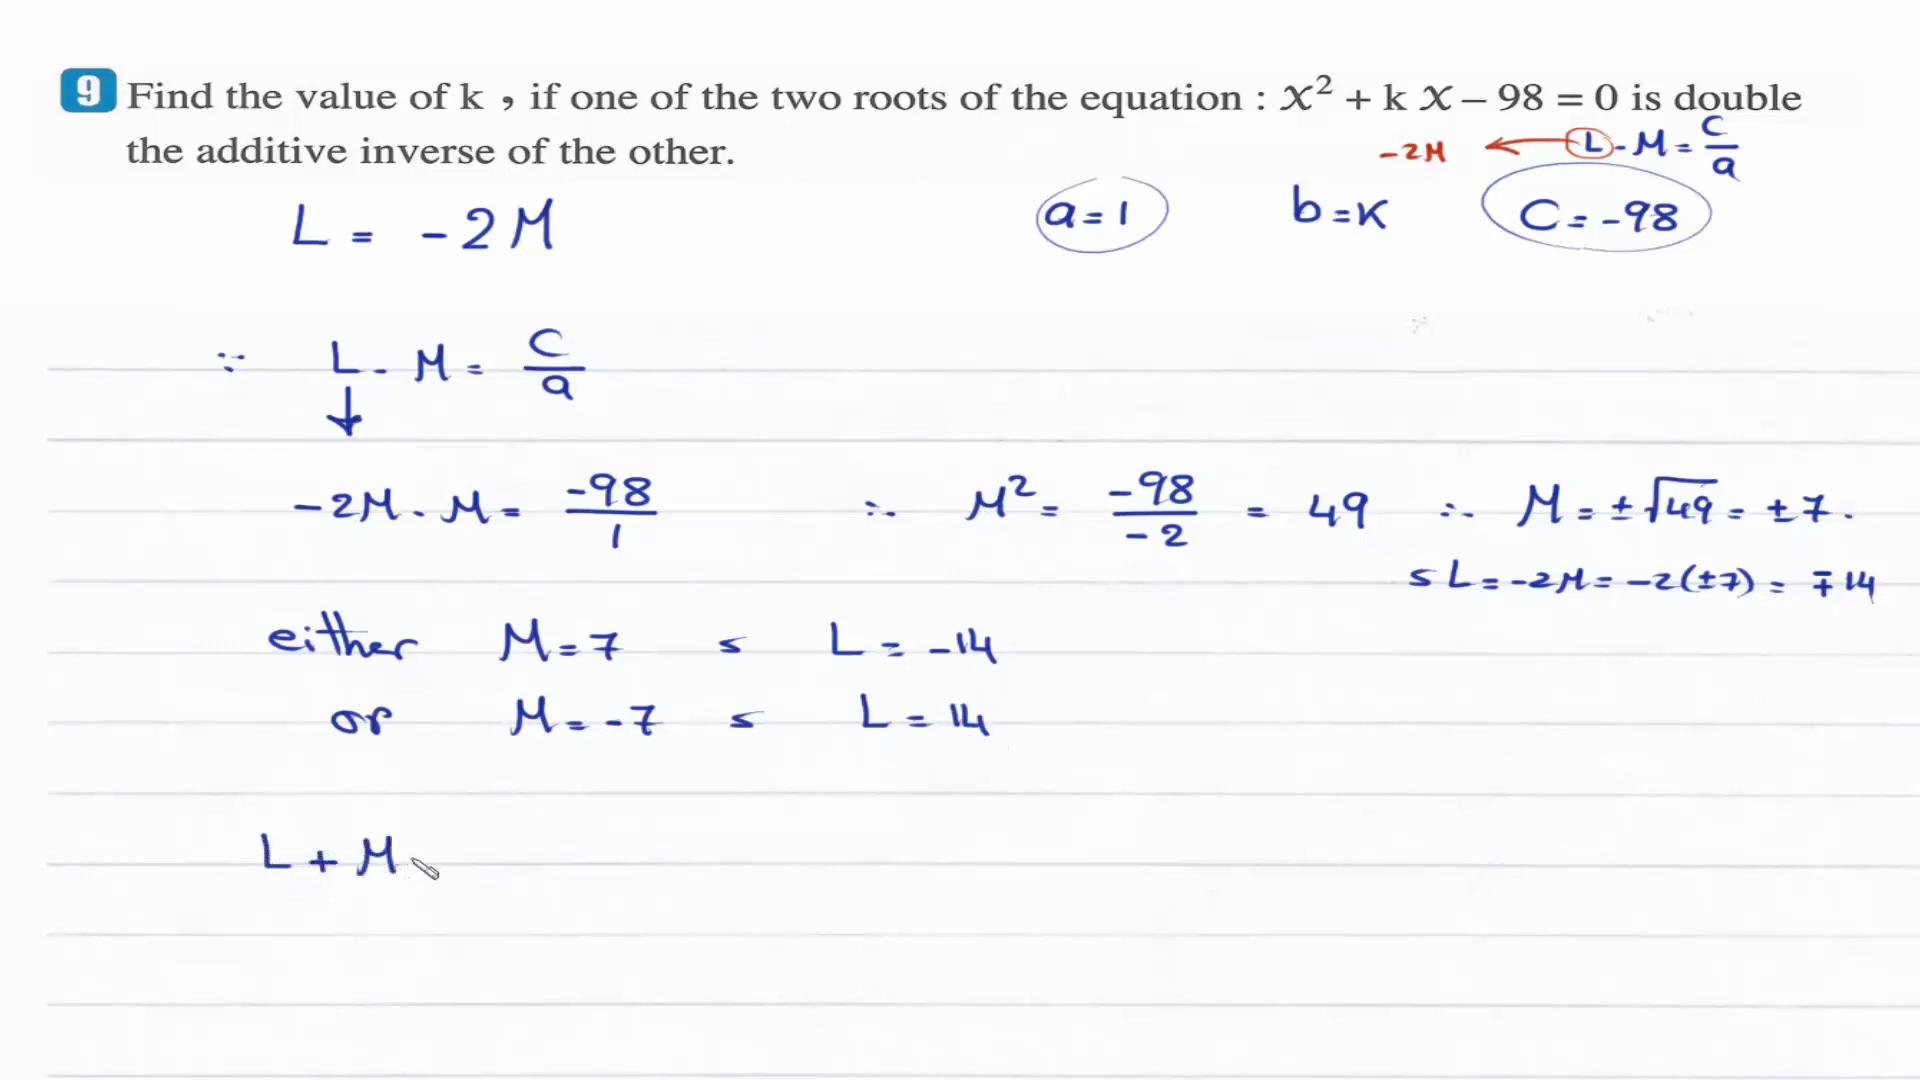 9 Find the value of k , if one of the two roots of the equation : x² + k x – 98 = 0 is double
the additive inverse of the other.
-2M ← L . M = C/a
L = -2M a = 1 b = K C = -98
∵ L . M = C/a
↓
-2M . M = -98/1 ∴ M² = -98/-2 = 49 ∴ M = ±√49 = ±7 .
, L = -2M = -2(±7) = ∓14
either M = 7 , L = -14
or M = -7 , L = 14
L + M